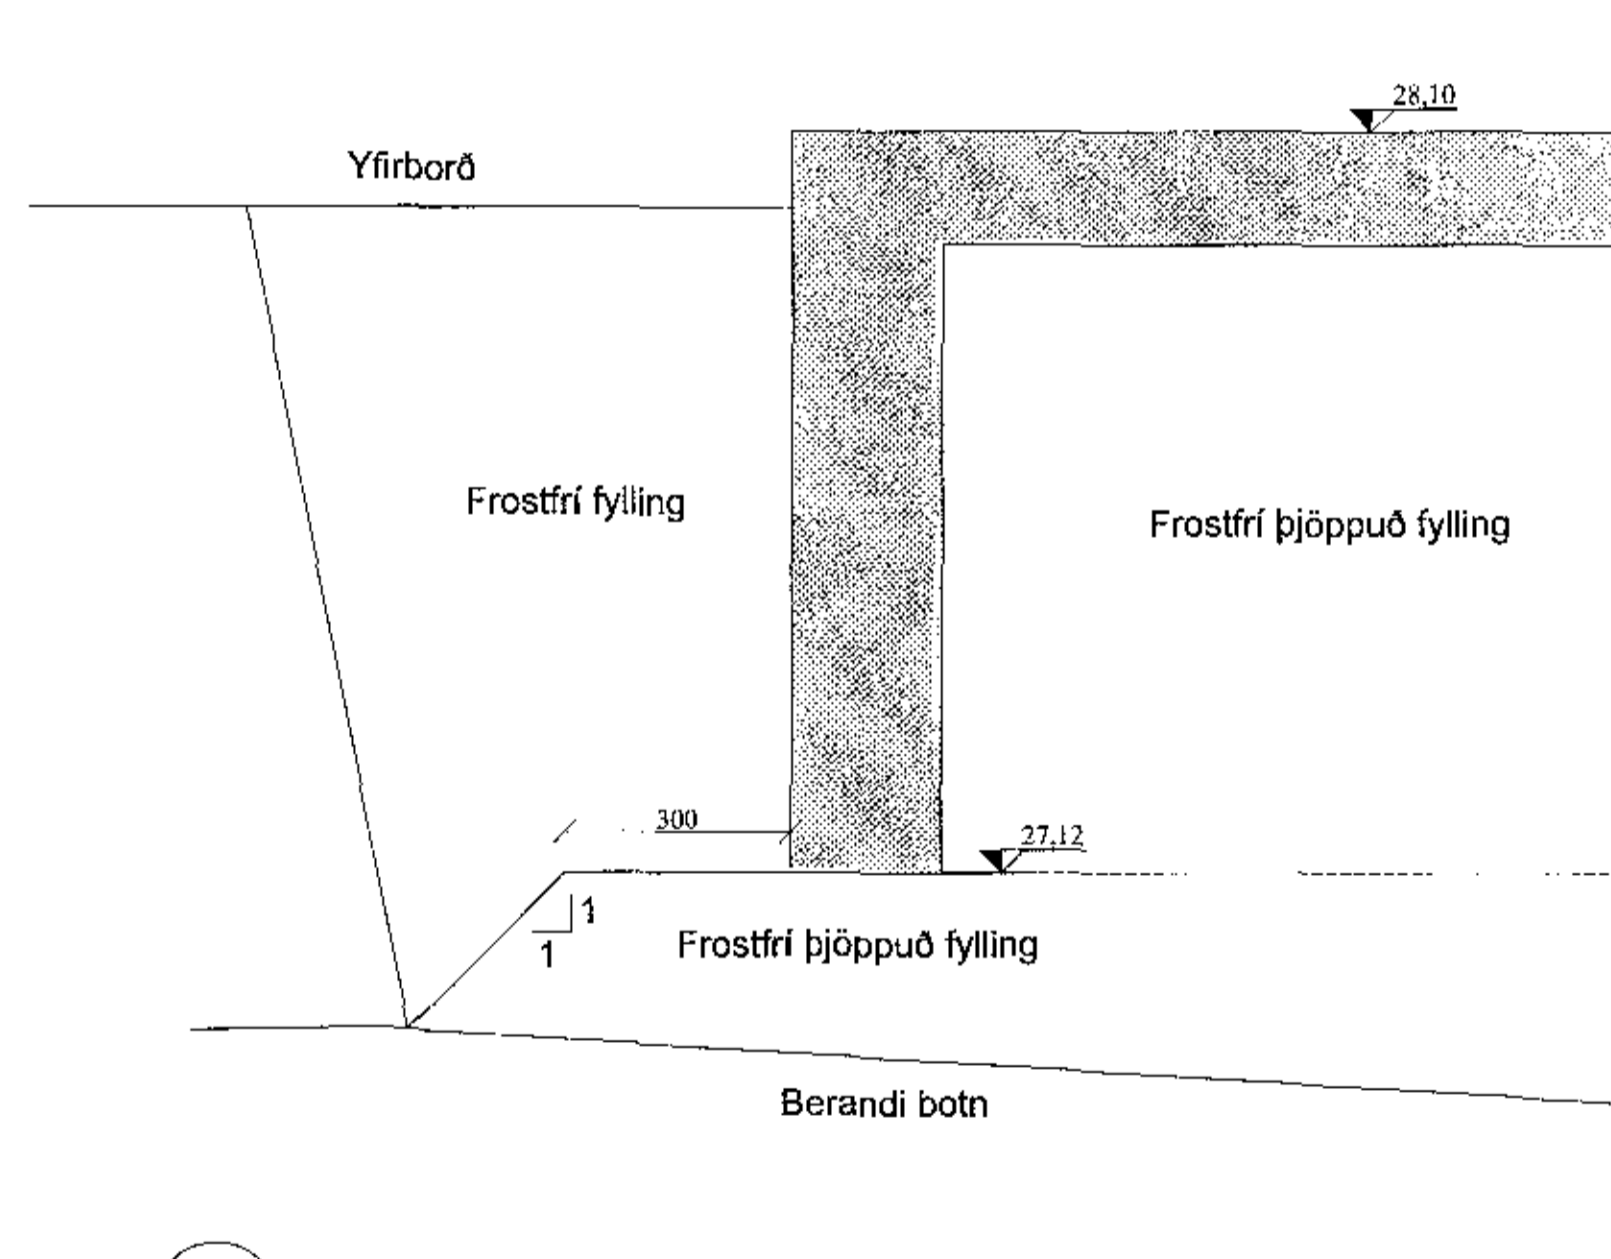 28,10
Yfirborð
Frostfrí fylling
Frostfrí þjöppuð fylling
300
27,12
1
1
Frostfrí þjöppuð fylling
Berandi botn